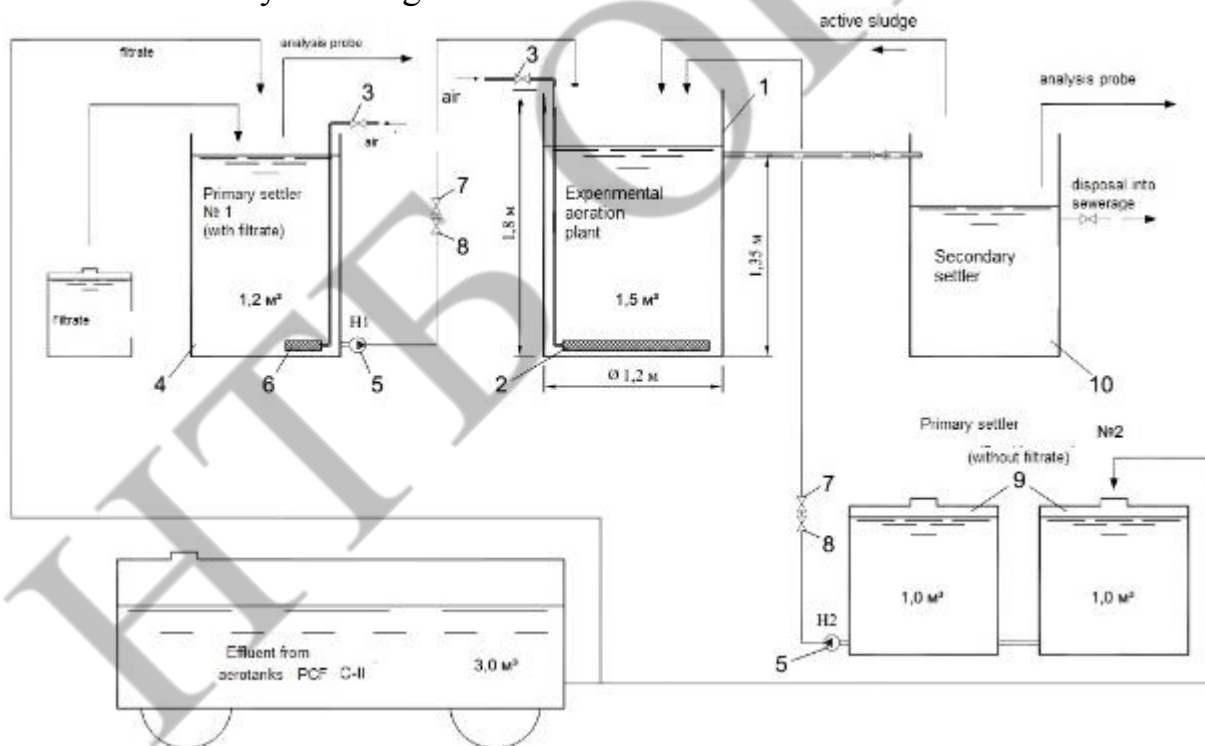 active sludge
filtrate
analysis probe
3
air
3
air
1
analysis probe
Primary settler
№ 1
(with filtrate)
1,2 м³
7
8
1,8 м
Experimental
aeration
plant
1,5 м³
1,35 м
disposal into
sewerage
Secondary
settler
Filtrate
H1
4
6
5
2
Ø 1,2 м
10
Primary settler
№2
(without filtrate)
7
9
8
1,0 м³
1,0 м³
H2
5
Effluent from
aerotanks PCF
3,0 м³
НТЬ